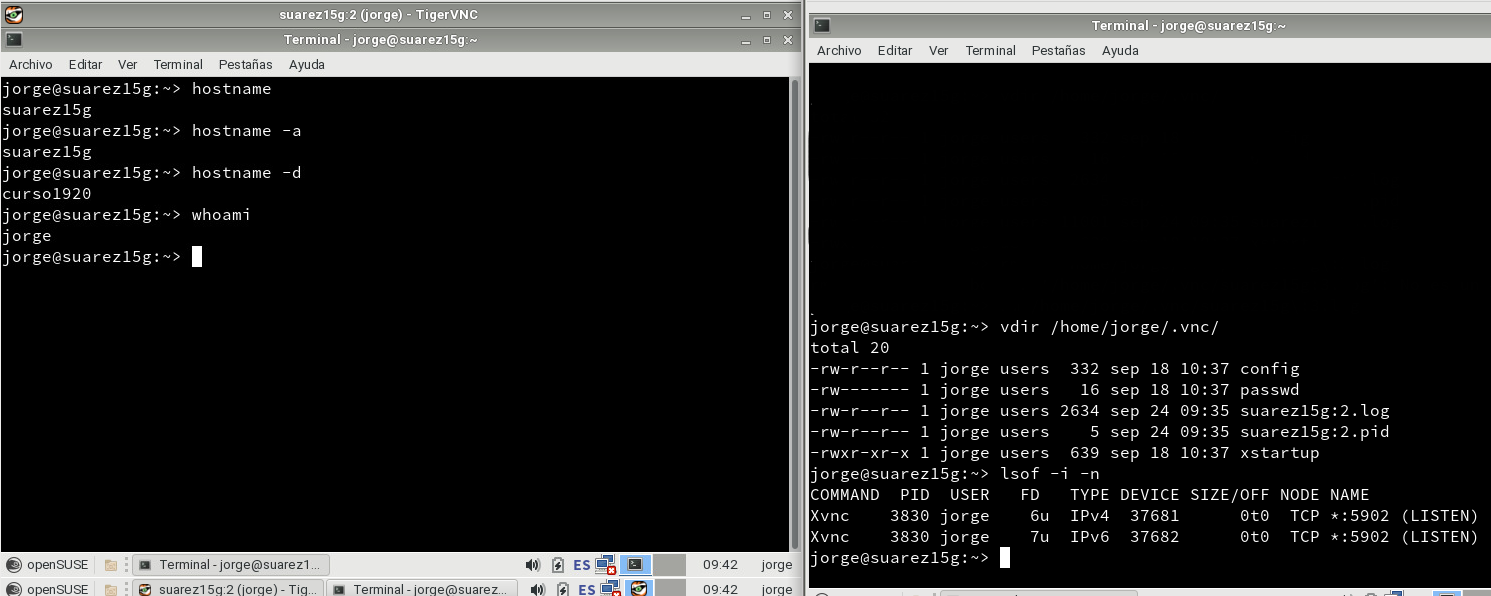 suarez15g:2 (jorge) - TigerVNC
Terminal - jorge@suarez15g:~
Archivo Editar Ver Terminal Pestañas Ayuda
jorge@suarez15g:~> hostname
suarez15g
jorge@suarez15g:~> hostname -a
suarez15g
jorge@suarez15g:~> hostname -d
curso1920
jorge@suarez15g:~> whoami
jorge
jorge@suarez15g:~>
openSUSE Terminal - jorge@suarez1... ES 09:42 jorge
openSUSE suarez15g:2 (jorge) - Tig... Terminal - jorge@suarez... ES 09:42 jorge
Terminal - jorge@suarez15g:~
Archivo Editar Ver Terminal Pestañas Ayuda
jorge@suarez15g:~> vdir /home/jorge/.vnc/
total 20
-rw-r--r-- 1 jorge users 332 sep 18 10:37 config
-rw------- 1 jorge users 16 sep 18 10:37 passwd
-rw-r--r-- 1 jorge users 2634 sep 24 09:35 suarez15g:2.log
-rw-r--r-- 1 jorge users 5 sep 24 09:35 suarez15g:2.pid
-rwxr-xr-x 1 jorge users 639 sep 18 10:37 xstartup
jorge@suarez15g:~> lsof -i -n
COMMAND PID USER FD TYPE DEVICE SIZE/OFF NODE NAME
Xvnc 3830 jorge 6u IPv4 37681 0t0 TCP *:5902 (LISTEN)
Xvnc 3830 jorge 7u IPv6 37682 0t0 TCP *:5902 (LISTEN)
jorge@suarez15g:~>